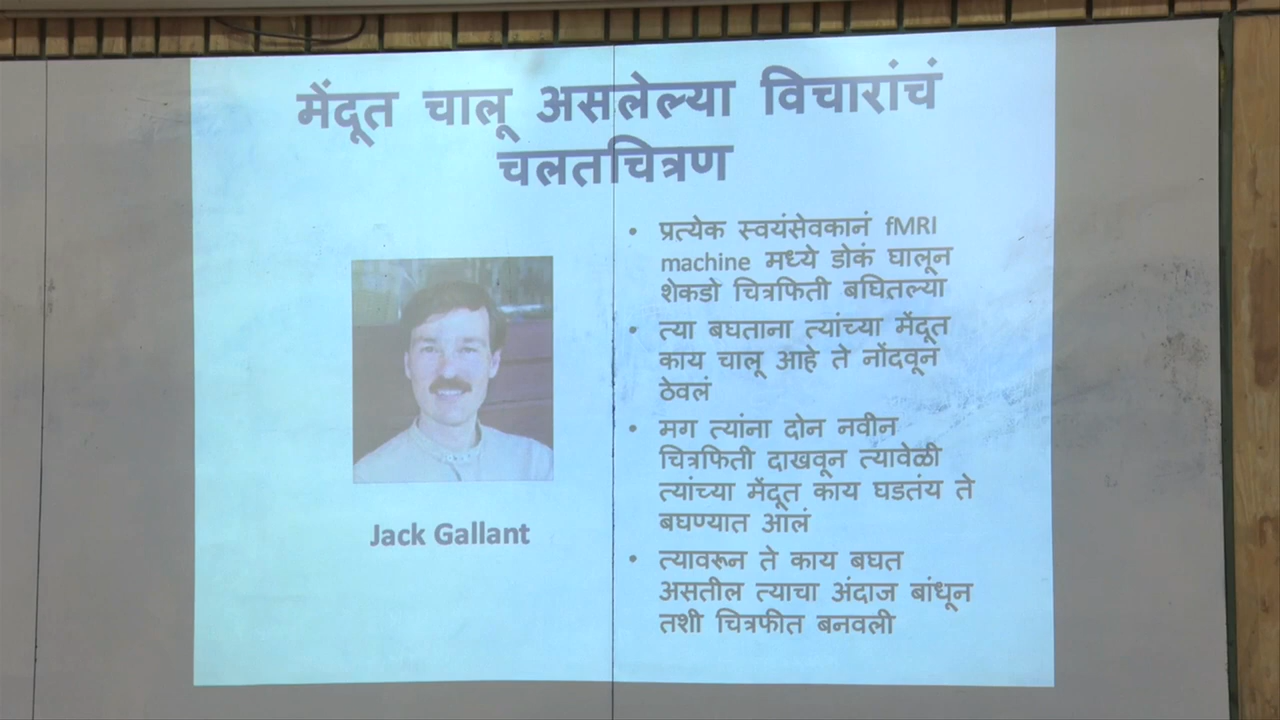 मेंदूत चालू असलेल्या विचारांचं
चलतचित्रण
• प्रत्येक स्वयंसेवकानं fMRI
machine मध्ये डोकं घालून
शेकडो चित्रफिती बघितल्या
• त्या बघताना त्यांच्या मेंदूत
काय चालू आहे ते नोंदवून
ठेवलं
• मग त्यांना दोन नवीन
चित्रफिती दाखवून त्यावेळी
त्यांच्या मेंदूत काय घडतंय ते
बघण्यात आलं
• त्यावरून ते काय बघत
असतील त्याचा अंदाज बांधून
तशी चित्रफीत बनवली
Jack Gallant